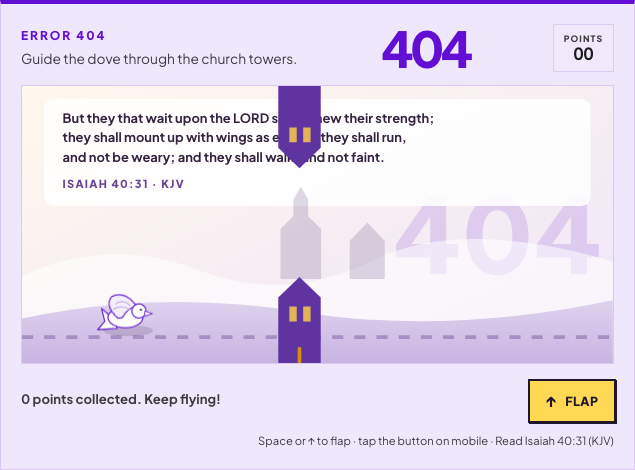 ERROR 404
Guide the dove through the church towers.
404
POINTS
00
But they that wait upon the LORD their strength;
they shall mount up with wings as they shall run,
and not be weary; and they shall and not faint.
ISAIAH 40:31 · KJV
404
0 points collected. Keep flying!
↑ FLAP
Space or ↑ to flap · tap the button on mobile · Read Isaiah 40:31 (KJV)